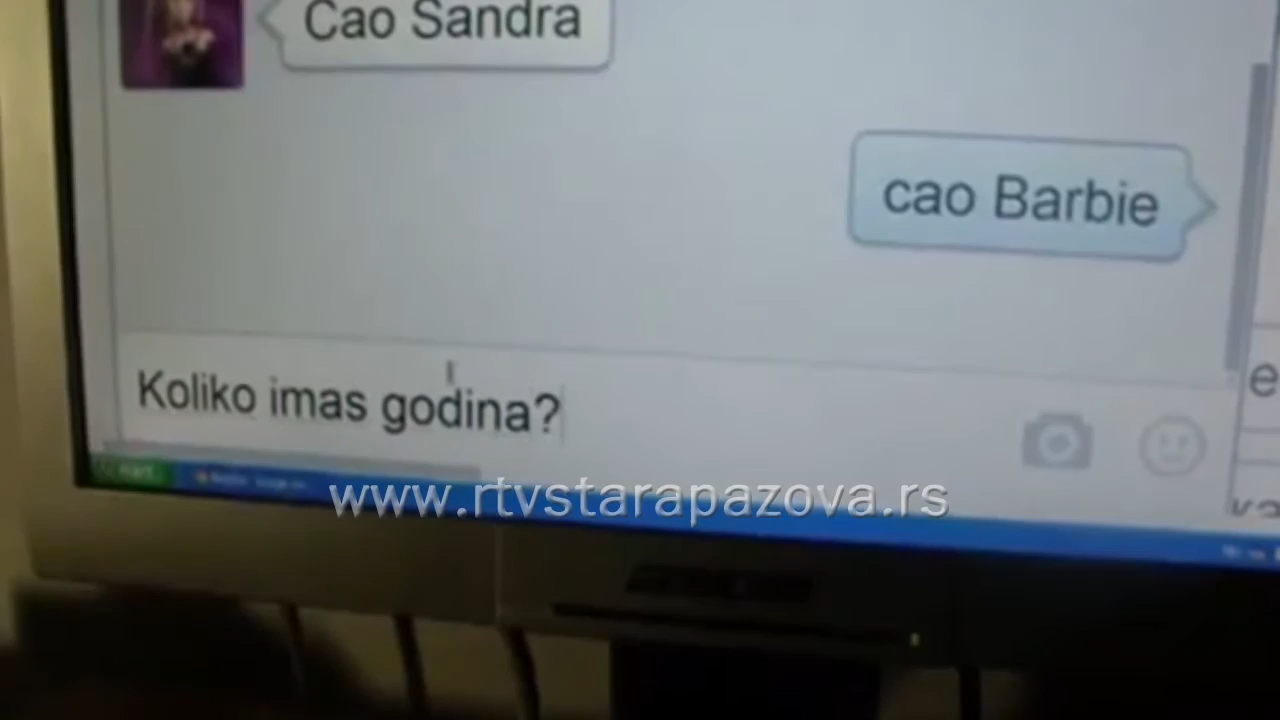 Cao Sandra
cao Barbie
Koliko imas godina?
www.rtvstarapazova.rs